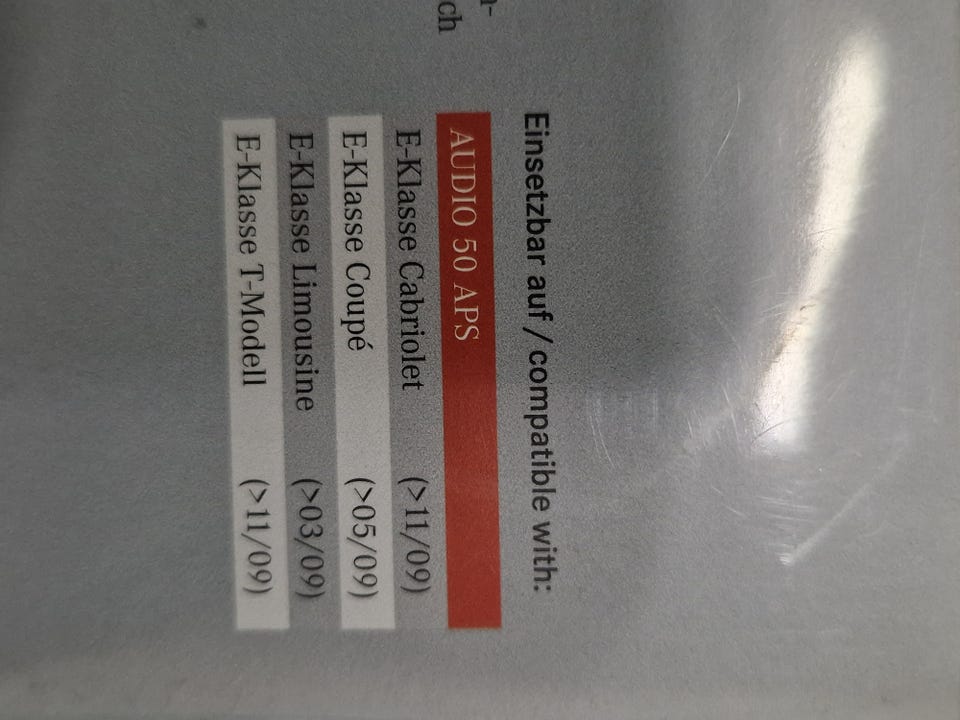 n-
ch
Einsetzbar auf / compatible with:
AUDIO 50 APS
E-Klasse Cabriolet (>11/09)
E-Klasse Coupé (>05/09)
E-Klasse Limousine (>03/09)
E-Klasse T-Modell (>11/09)